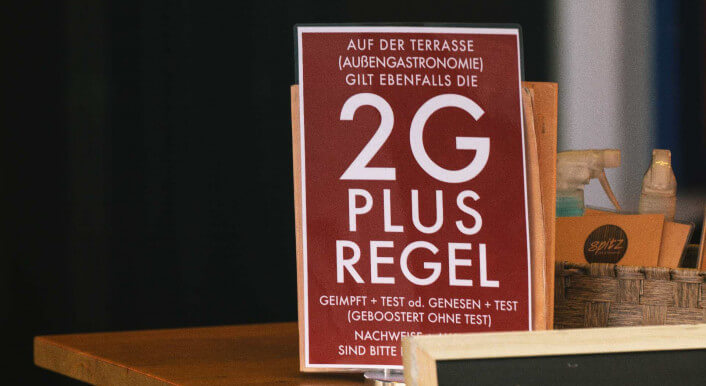 AUF DER TERRASSE
(AUßENGASTRONOMIE)
GILT EBENFALLS DIE
2G
PLUS
REGEL
GEIMPFT + TEST od. GENESEN + TEST
(GEBOOSTERT OHNE TEST)
NACHWEISE
SIND BITTE
spitz